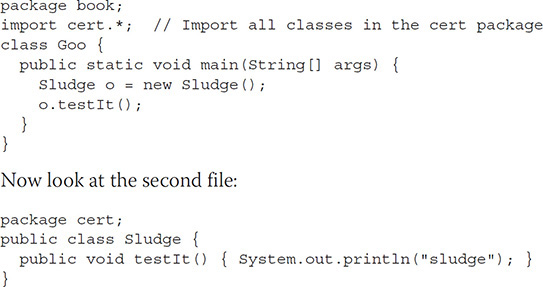 package book;
import cert.*;  // Import all classes in the cert package
class Goo {
  public static void main(String[] args) {
    Sludge o = new Sludge();
    o.testIt();
  }
}
Now look at the second file:
package cert;
public class Sludge {
  public void testIt() { System.out.println("sludge"); }
}